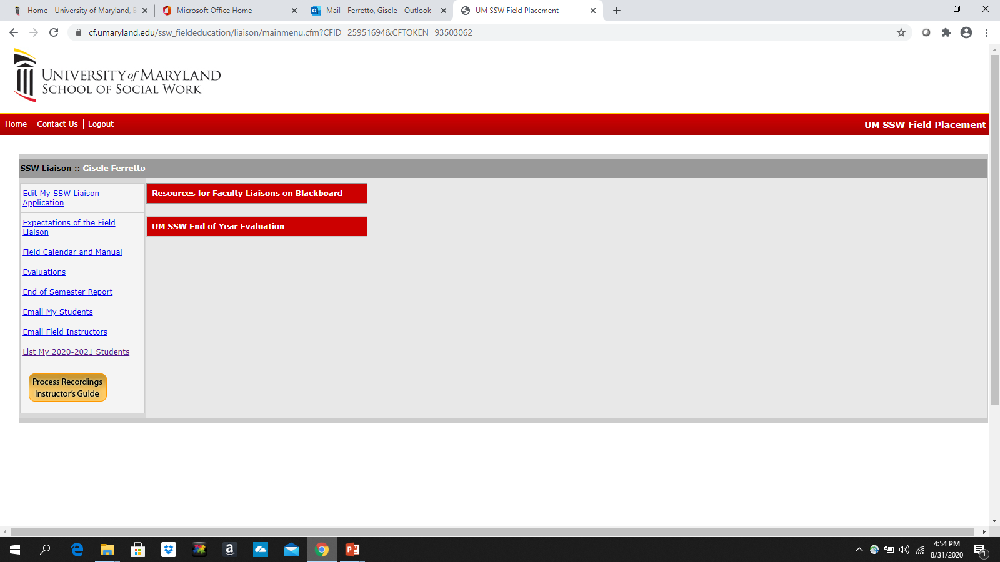 Home - University of Maryland, B
Microsoft Office Home
Mail - Ferretto, Gisele - Outlook
UM SSW Field Placement
cf.umaryland.edu/ssw_fieldeducation/liaison/mainmenu.cfm?CFID=25951694&CFTOKEN=93503062
UNIVERSITY of MARYLAND
SCHOOL OF SOCIAL WORK
Home
Contact Us
Logout
UM SSW Field Placement
SSW Liaison :: Gisele Ferretto
Edit My SSW Liaison
Application
Expectations of the Field
Liaison
Field Calendar and Manual
Evaluations
End of Semester Report
Email My Students
Email Field Instructors
List My 2020-2021 Students
Process Recordings
Instructor's Guide
Resources for Faculty Liaisons on Blackboard
UM SSW End of Year Evaluation
4:54 PM
8/31/2020
1